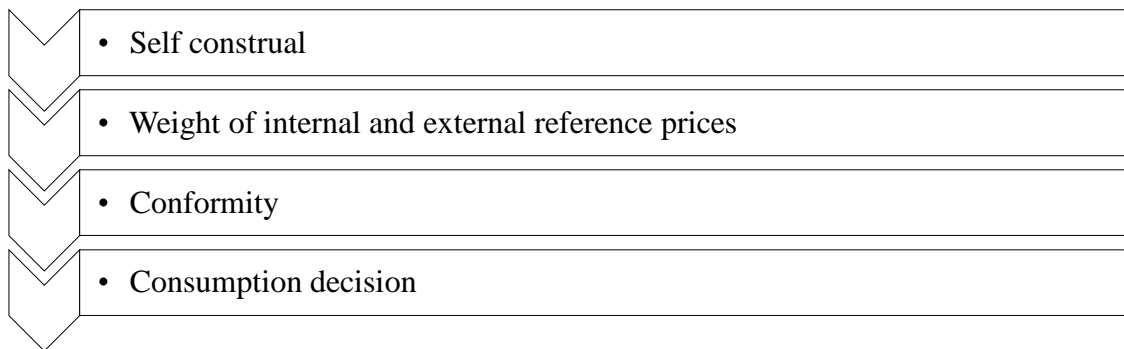 • Self construal
• Weight of internal and external reference prices
• Conformity
• Consumption decision